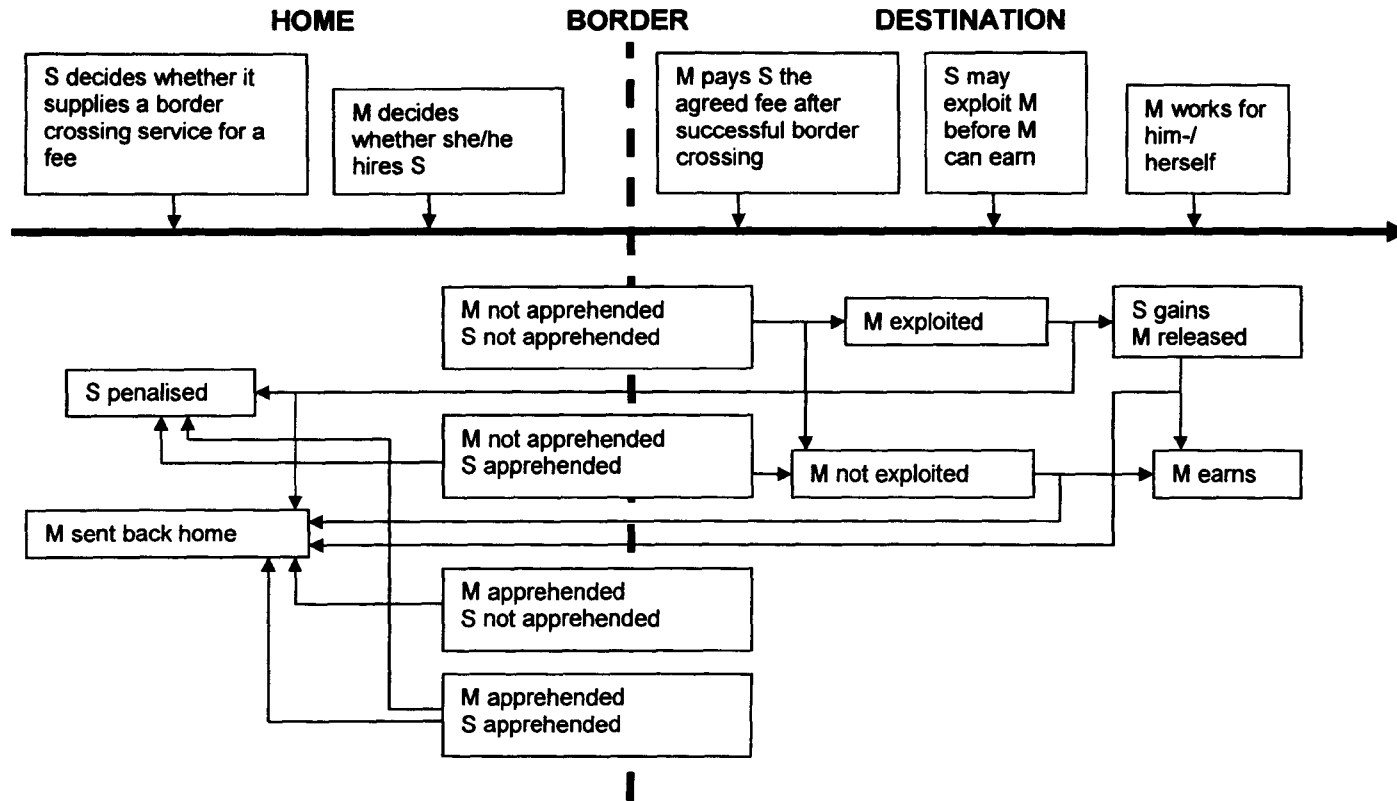 HOME
BORDER
DESTINATION
S decides whether it
supplies a border
crossing service for a
fee
M decides
whether she/he
hires S
M pays S the
agreed fee after
successful border
crossing
S may
exploit M
before M
can earn
M works for
him-/
herself
M not apprehended
S not apprehended
M exploited
S gains
M released
S penalised
M not apprehended
S apprehended
M not exploited
M earns
M sent back home
M apprehended
S not apprehended
M apprehended
S apprehended